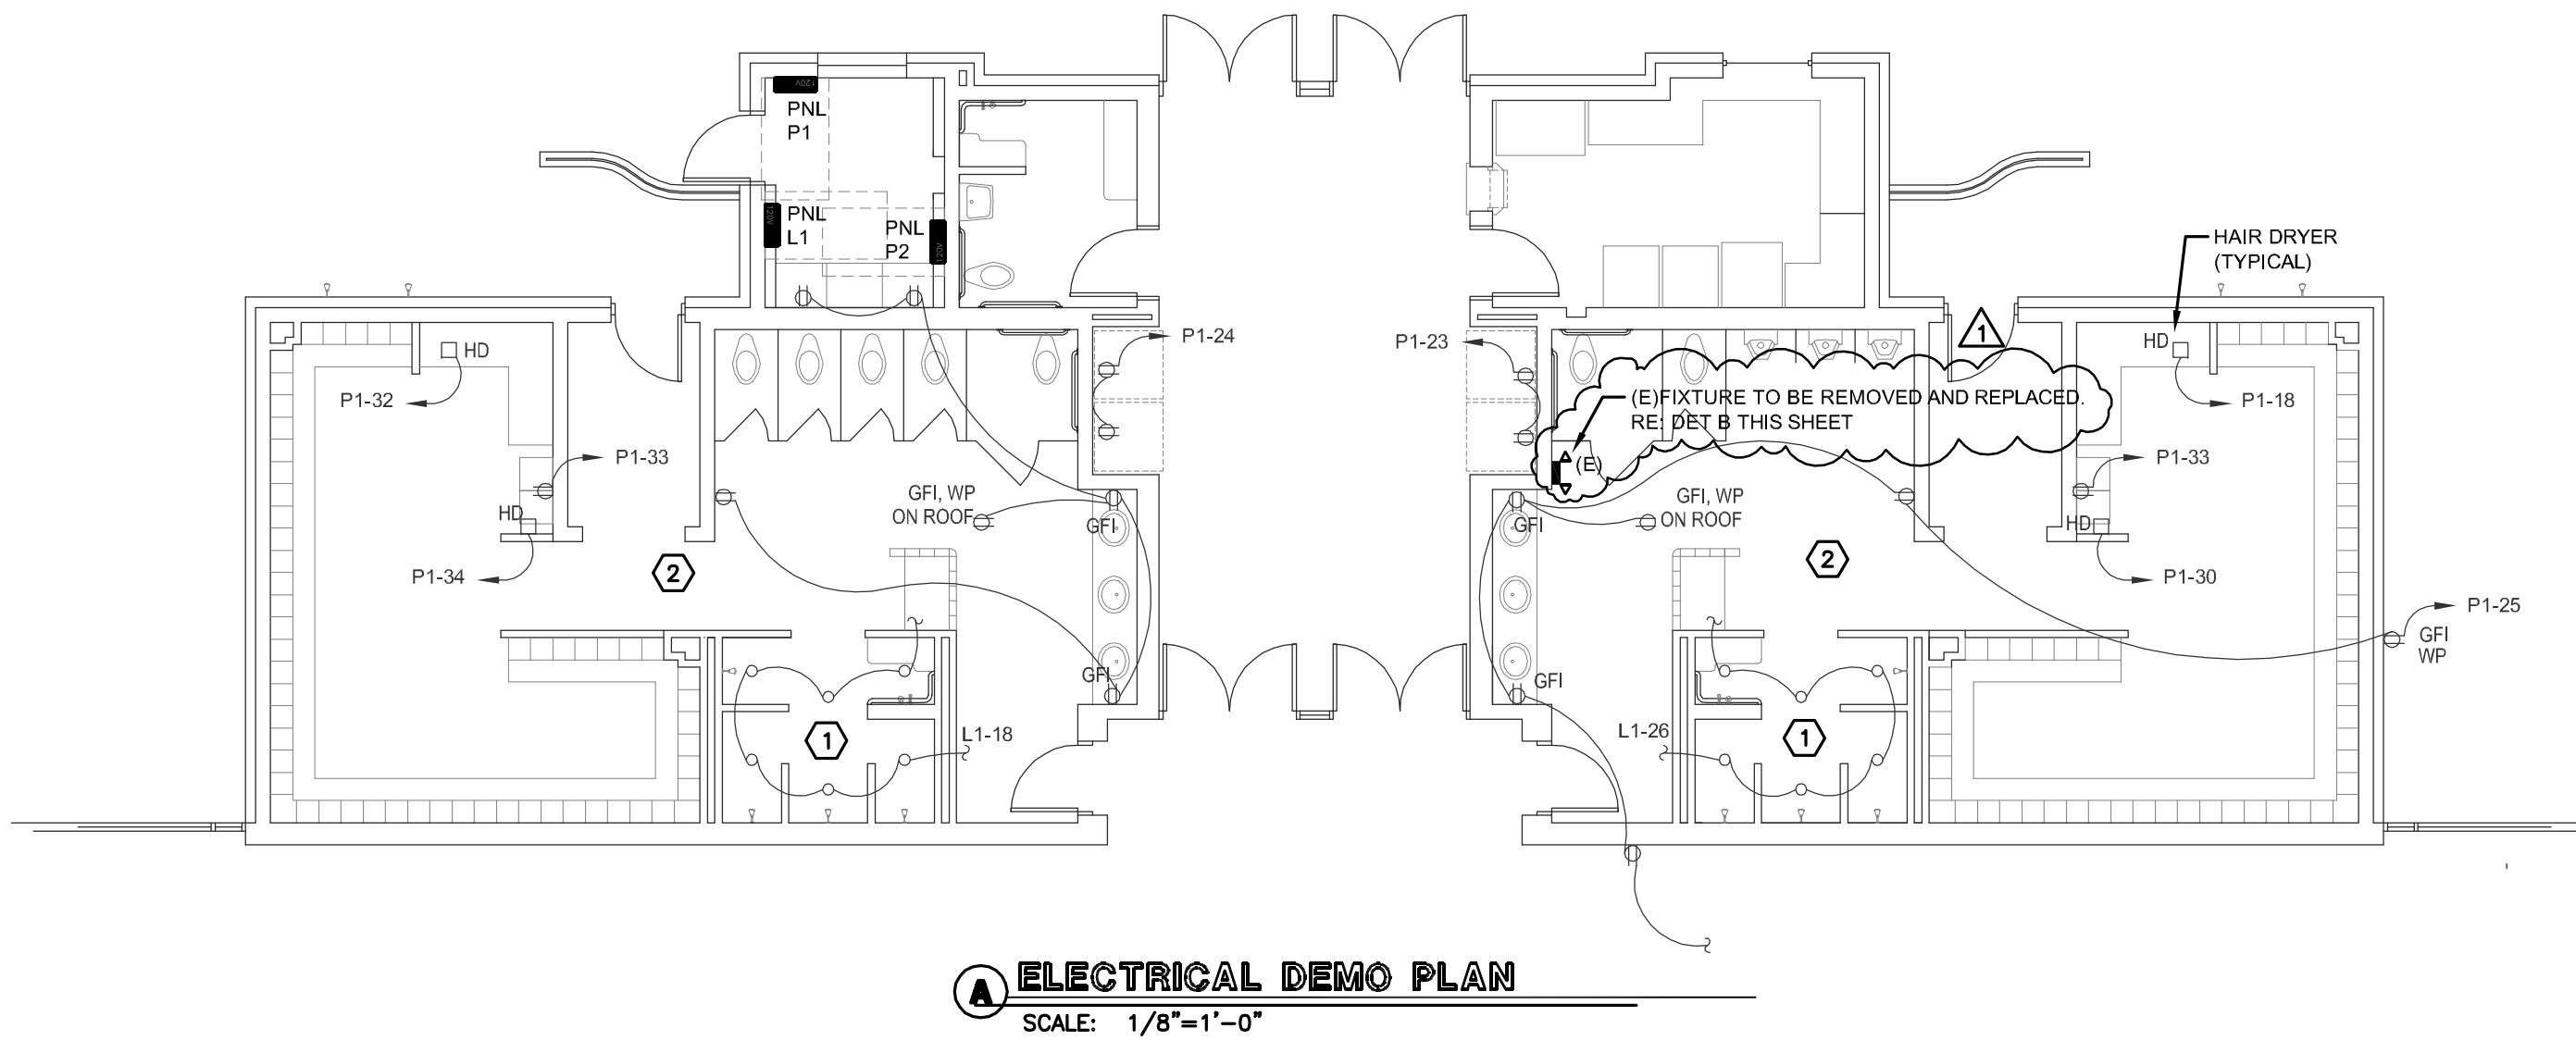 120V
PNL
P1
120V
PNL
L1
PNL
P2
120V
HAIR DRYER
(TYPICAL)
1
P1-24
P1-23
HD
HD
P1-32
P1-18
(E)FIXTURE TO BE REMOVED AND REPLACED.
RE: DET B THIS SHEET
(E)
P1-33
P1-33
GFI, WP
ON ROOF
GFI, WP
ON ROOF
HD
GFI
GFI
HD
P1-34
2
2
P1-30
P1-25
GFI
WP
GFI
GFI
L1-18
L1-26
1
1
A
ELECTRICAL DEMO PLAN
SCALE: 1/8"=1'-0"